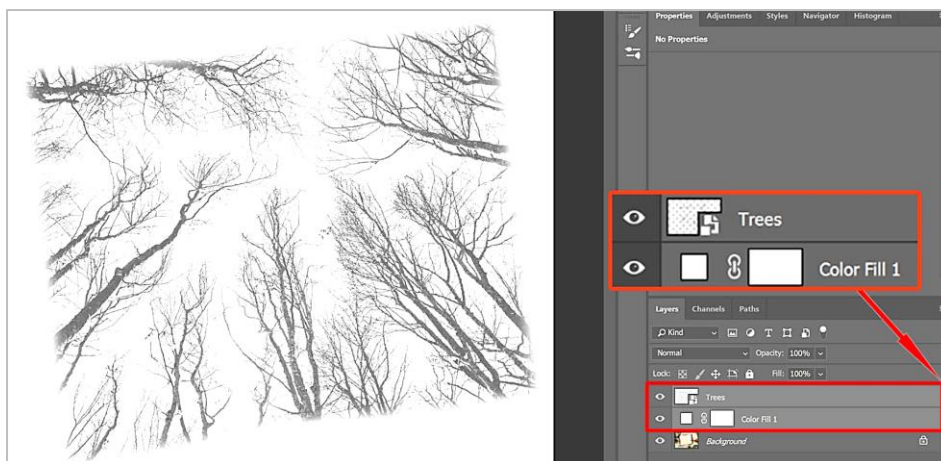 Properties Adjustments Styles Navigator Histogram
No Properties
Trees
Color Fill 1
Layers Channels Paths
Kind
Normal Opacity: 100%
Lock: Fill: 100%
Trees
Color Fill 1
Background